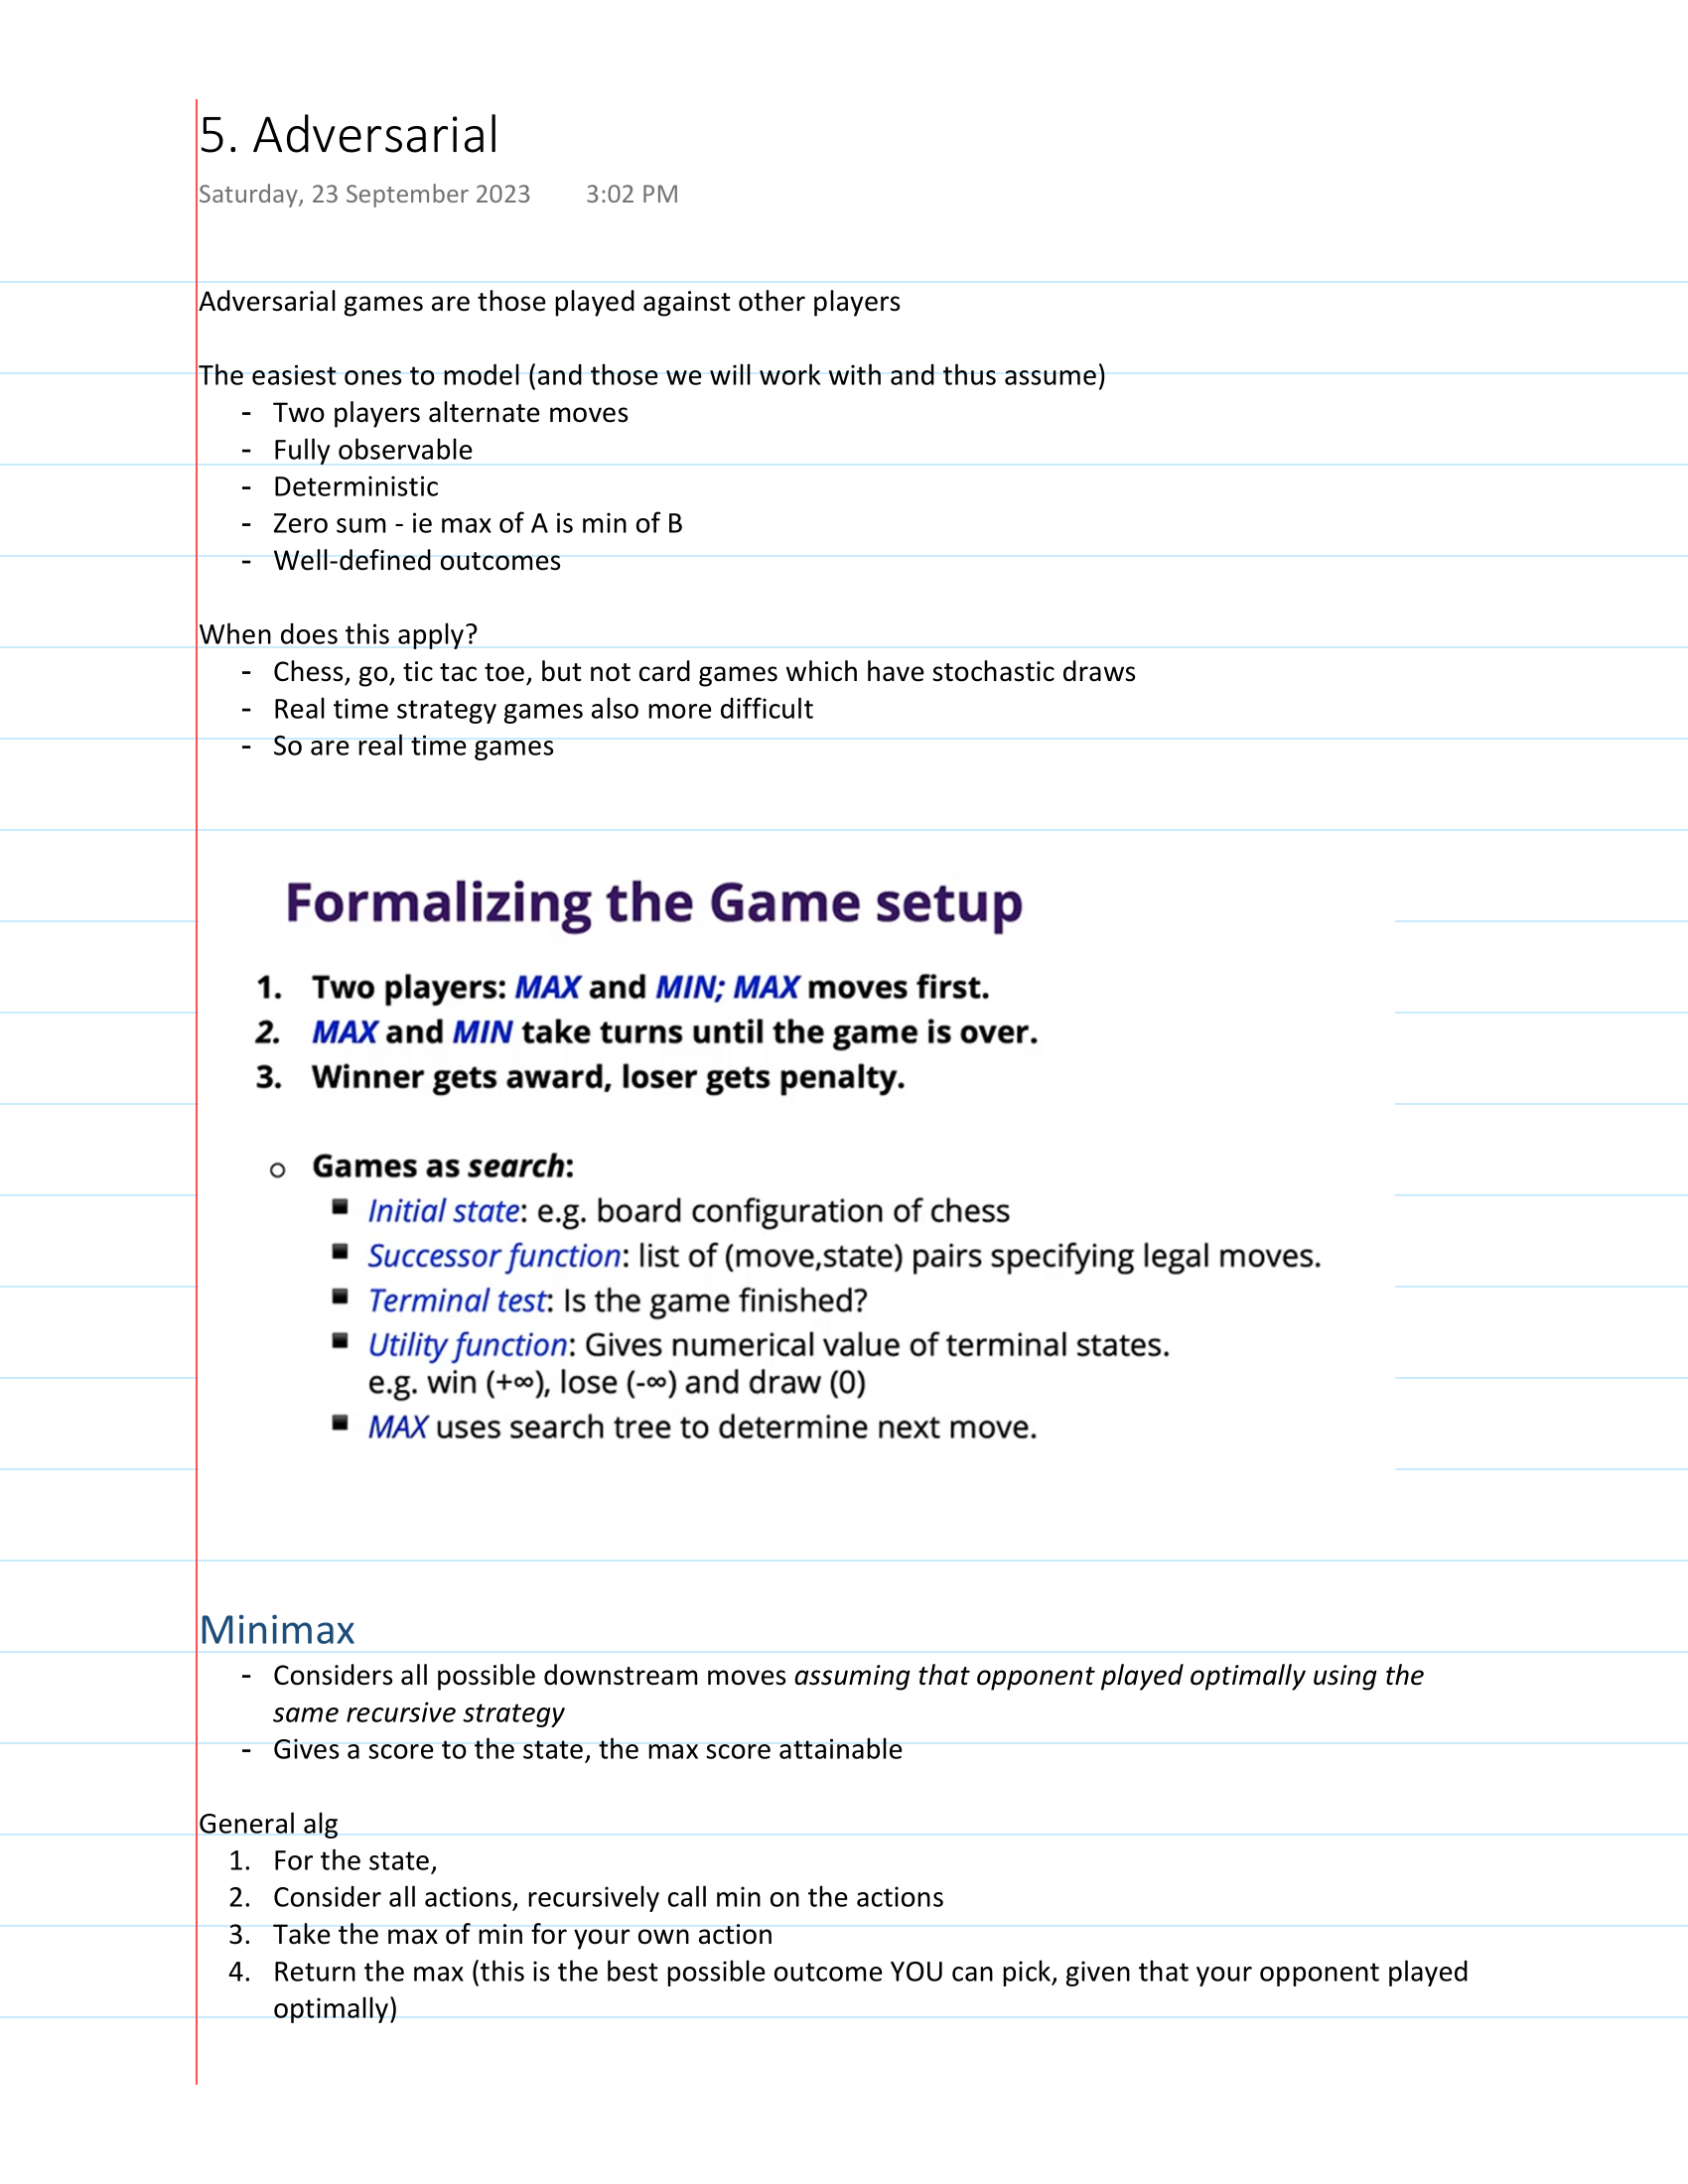 5. Adversarial
Saturday, 23 September 2023 3:02 PM
Adversarial games are those played against other players
The easiest ones to model (and those we will work with and thus assume)
- Two players alternate moves
- Fully observable
- Deterministic
- Zero sum - ie max of A is min of B
- Well-defined outcomes
When does this apply?
- Chess, go, tic tac toe, but not card games which have stochastic draws
- Real time strategy games also more difficult
- So are real time games
Formalizing the Game setup
1. Two players: MAX and MIN; MAX moves first.
2. MAX and MIN take turns until the game is over.
3. Winner gets award, loser gets penalty.
○ Games as search:
■ Initial state: e.g. board configuration of chess
■ Successor function: list of (move,state) pairs specifying legal moves.
■ Terminal test: Is the game finished?
■ Utility function: Gives numerical value of terminal states.
e.g. win (+∞), lose (-∞) and draw (0)
■ MAX uses search tree to determine next move.
Minimax
- Considers all possible downstream moves assuming that opponent played optimally using the
same recursive strategy
- Gives a score to the state, the max score attainable
General alg
1. For the state,
2. Consider all actions, recursively call min on the actions
3. Take the max of min for your own action
4. Return the max (this is the best possible outcome YOU can pick, given that your opponent played
optimally)